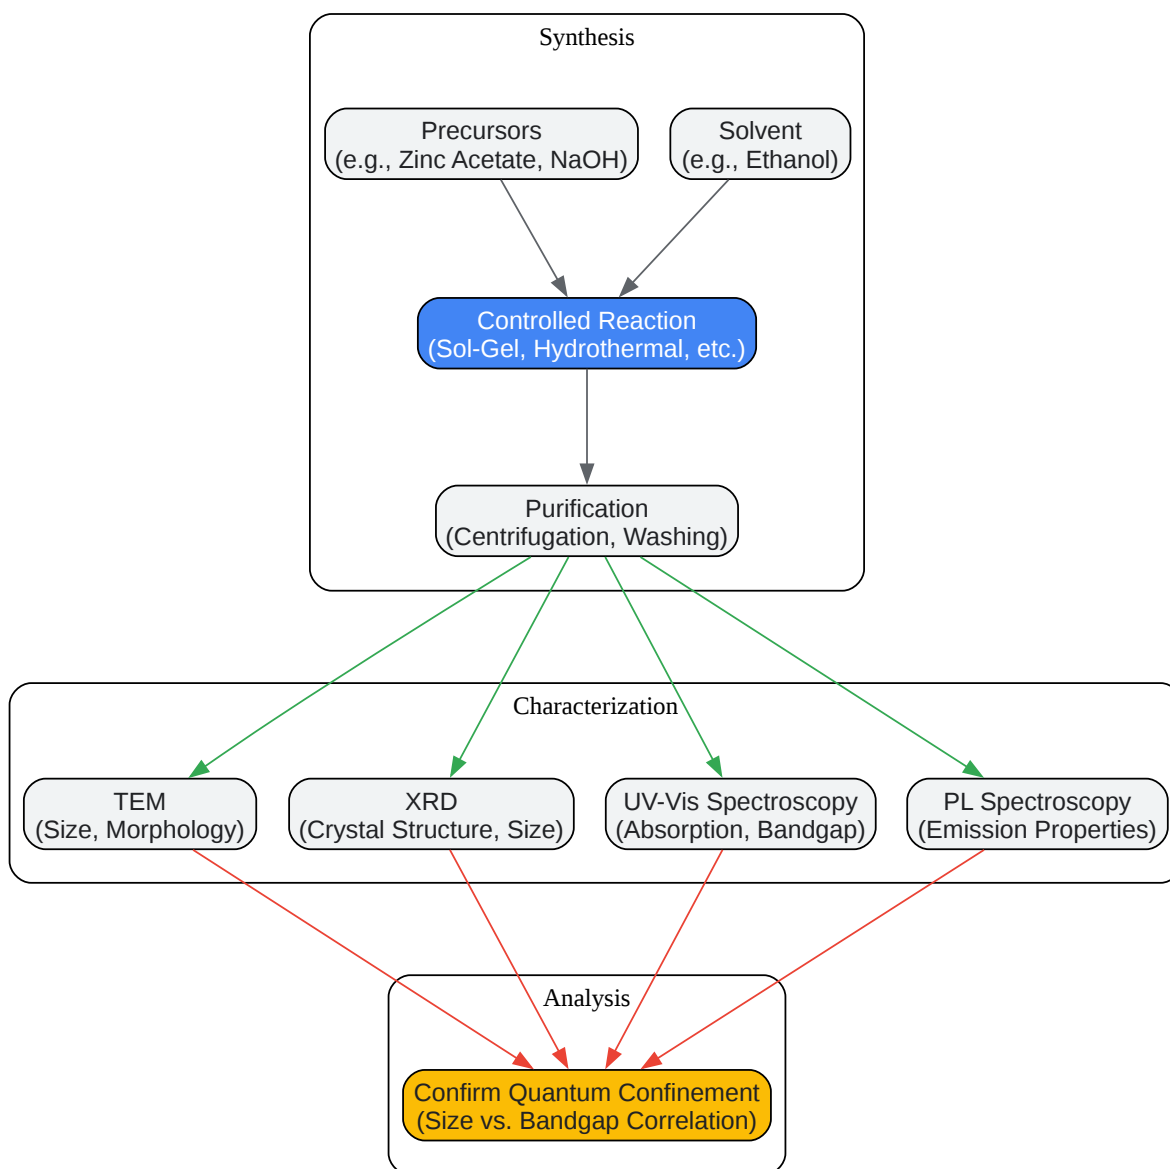 Synthesis
Precursors
(e.g., Zinc Acetate, NaOH)
Solvent
(e.g., Ethanol)
Controlled Reaction
(Sol-Gel, Hydrothermal, etc.)
Purification
(Centrifugation, Washing)
Characterization
TEM
(Size, Morphology)
XRD
(Crystal Structure, Size)
UV-Vis Spectroscopy
(Absorption, Bandgap)
PL Spectroscopy
(Emission Properties)
Analysis
Confirm Quantum Confinement
(Size vs. Bandgap Correlation)